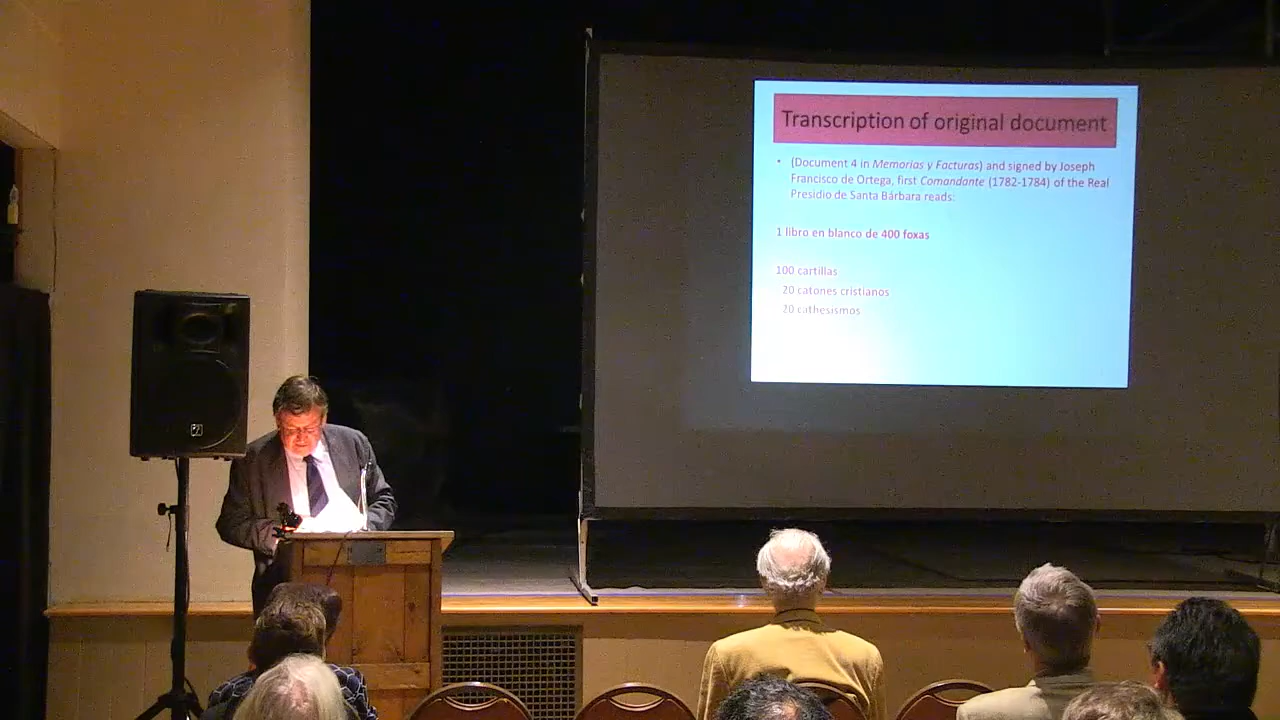 Transcription of original document
• (Document 4 in Memorias y Facturas) and signed by Joseph
Francisco de Ortega, first Comandante (1782-1784) of the Real
Presidio de Santa Bárbara reads:
1 libro en blanco de 400 foxas
100 cartillas
20 catones cristianos
20 cathesismos